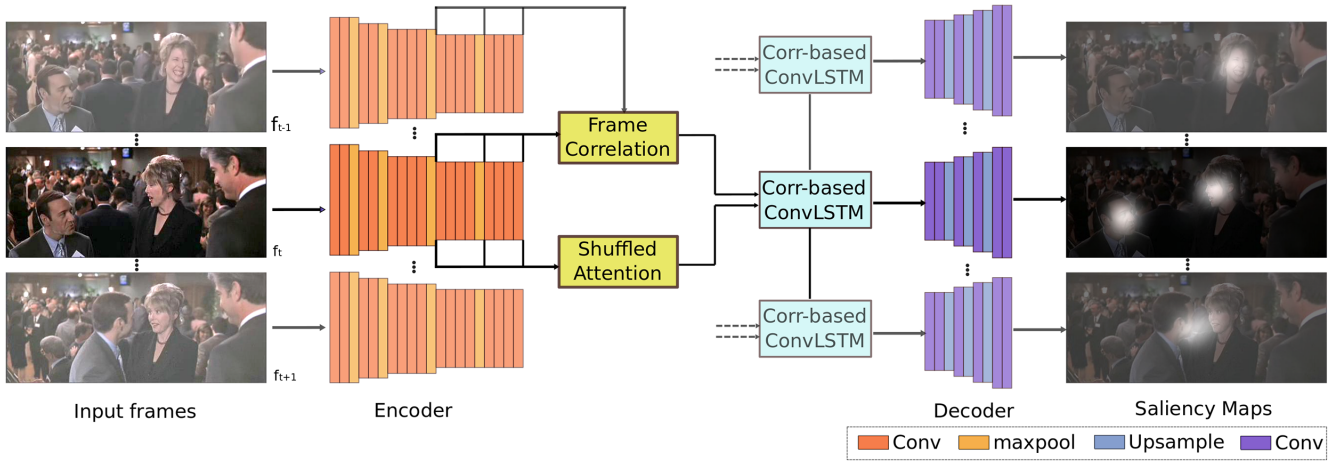 f t-1
f t
f t+1
Input frames
Encoder
Frame
Correlation
Shuffled
Attention
Corr-based
ConvLSTM
Corr-based
ConvLSTM
Corr-based
ConvLSTM
Decoder
Saliency Maps
Conv
maxpool
Upsample
Conv